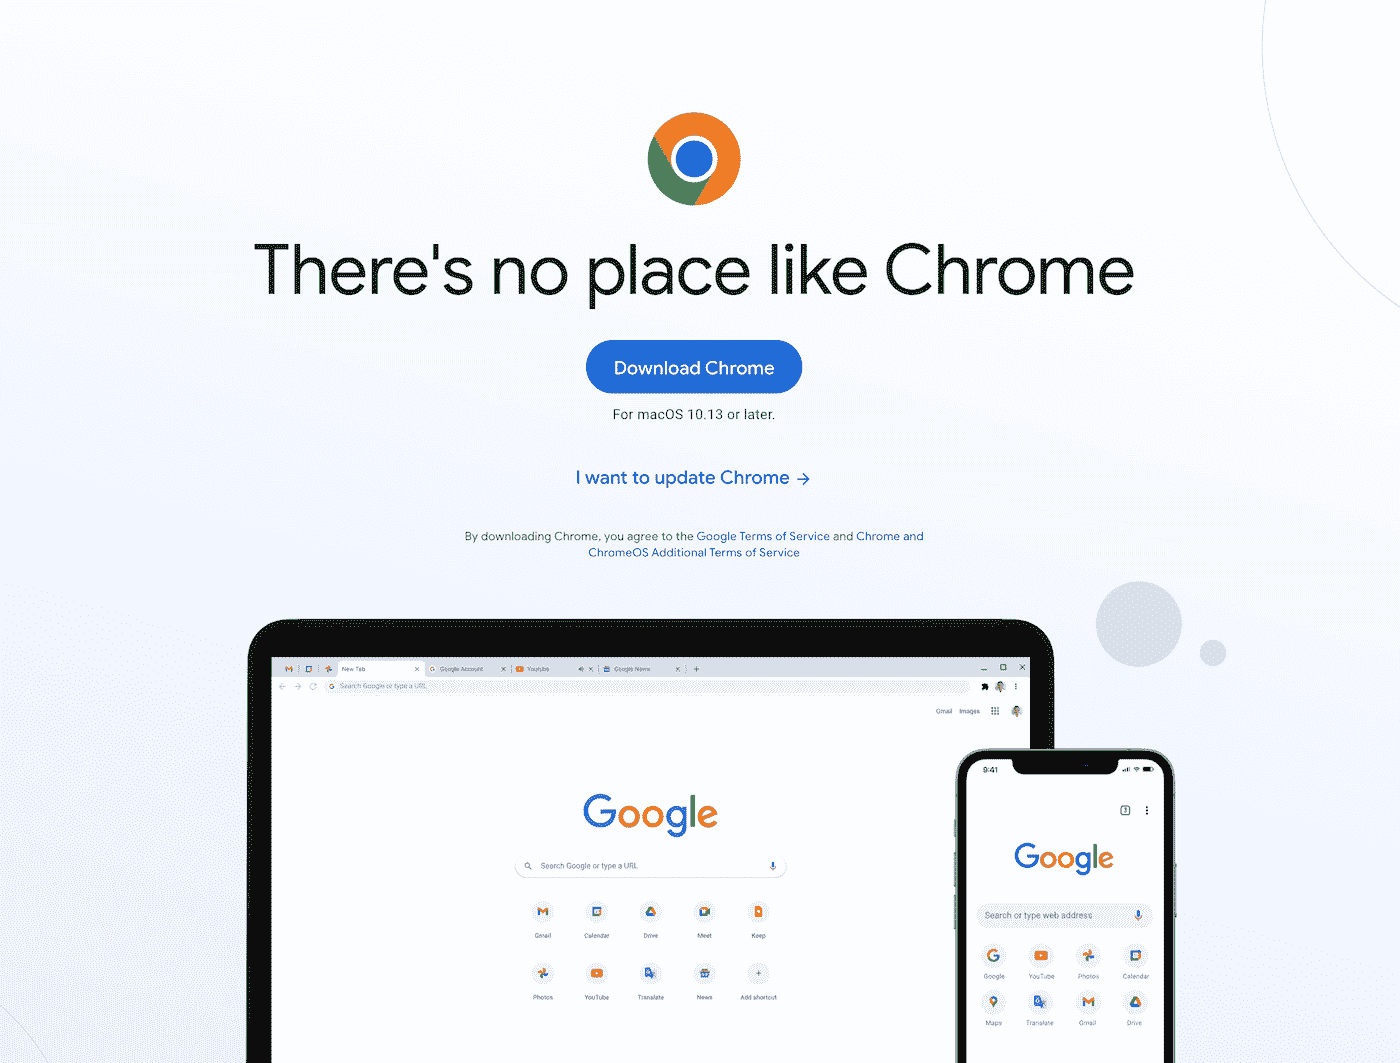 There's no place like Chrome
Download Chrome
For macOS 10.13 or later.
I want to update Chrome →
By downloading Chrome, you agree to the Google Terms of Service and Chrome and
ChromeOS Additional Terms of Service
New Tab
Google Account
YouTube
Google News
Search Google or type a URL
Gmail Images
Google
Search Google or type a URL
Gmail Calendar Drive Meet Keep
Photos YouTube Translate News Add shortcut
9:41
3
Google
Search or type web address
Google YouTube Photos Calendar
Maps Translate Gmail Drive